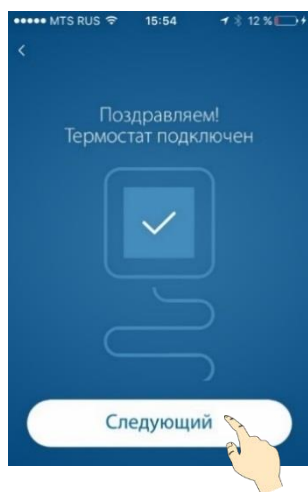 MTS RUS 15:54 12 %
Поздравляем!
Термостат подключен
Следующий